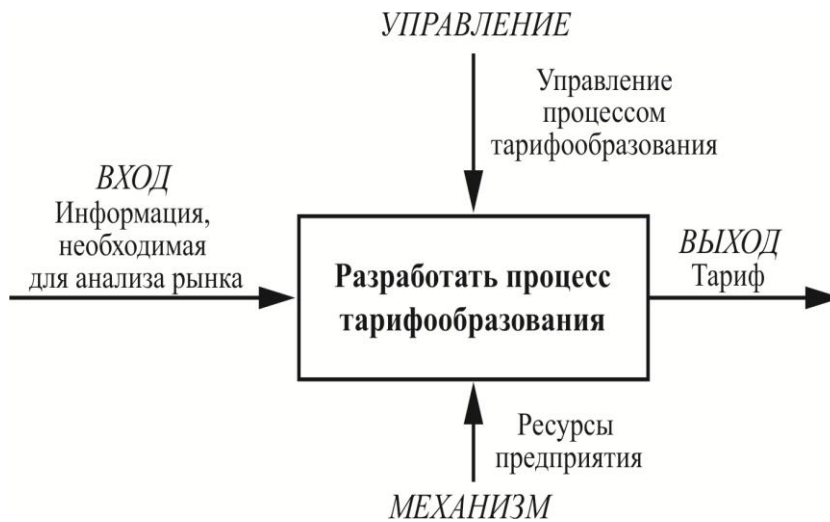 УПРАВЛЕНИЕ
Управление
процессом
тарифообразования
ВХОД
Информация,
необходимая
для анализа рынка
Разработать процесс
тарифообразования
ВЫХОД
Тариф
Ресурсы
предприятия
МЕХАНИЗМ